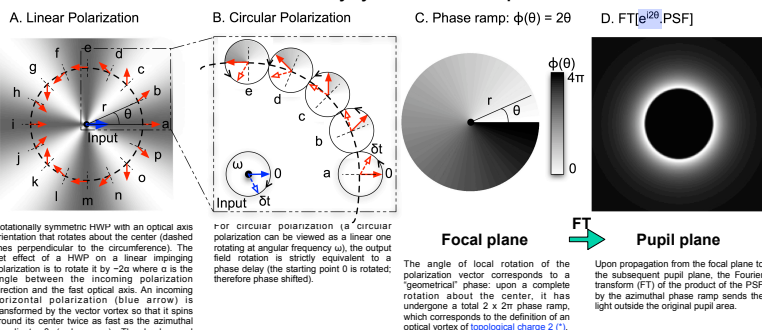 A. Linear Polarization
B. Circular Polarization
C. Phase ramp: ϕ(θ) = 2θ
D. FT[e^i2θ.PSF]
e
f
d
g
c
h
b
r
θ
i
a
Input
j
p
k
o
l
m
n
e
d
c
b
δt
a
0
ω
0
Input
δt
r
θ
ϕ(θ)
4π
0
Focal plane
FT
Pupil plane
rotationally symmetric HWP with an optical axis
orientation that rotates about the center (dashed
lines perpendicular to the circumference). The
net effect of a HWP on a linear impinging
polarization is to rotate it by −2α where α is the
angle between the incoming polarization
direction and the fast optical axis. An incoming
horizontal polarization (blue arrow) is
transformed by the vector vortex so that it spins
around its center twice as fast as the azimuthal
For circular polarization (a circular
polarization can be viewed as a linear one
rotating at angular frequency ω), the output
field rotation is strictly equivalent to a
phase delay (the starting point 0 is rotated;
therefore phase shifted).
The angle of local rotation of the
polarization vector corresponds to a
"geometrical" phase: upon a complete
rotation about the center, it has
undergone a total 2 x 2π phase ramp,
which corresponds to the definition of an
optical vortex of topological charge 2 (*).
Upon propagation from the focal plane to
the subsequent pupil plane, the Fourier
transform (FT) of the product of the PSF
by the azimuthal phase ramp sends the
light outside the original pupil area.